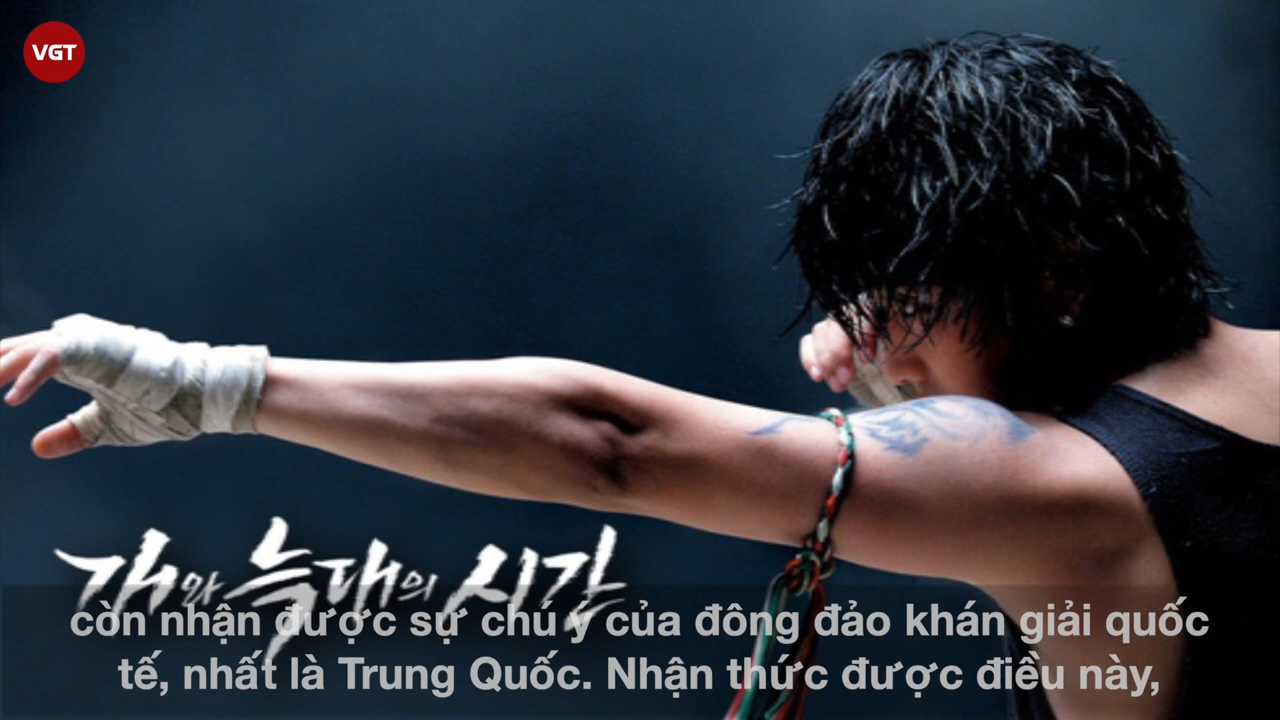 VGT
개와 늑대의 시간
còn nhận được sự chú ý của đông đảo khán giải quốc
tế, nhất là Trung Quốc. Nhận thức được điều này,